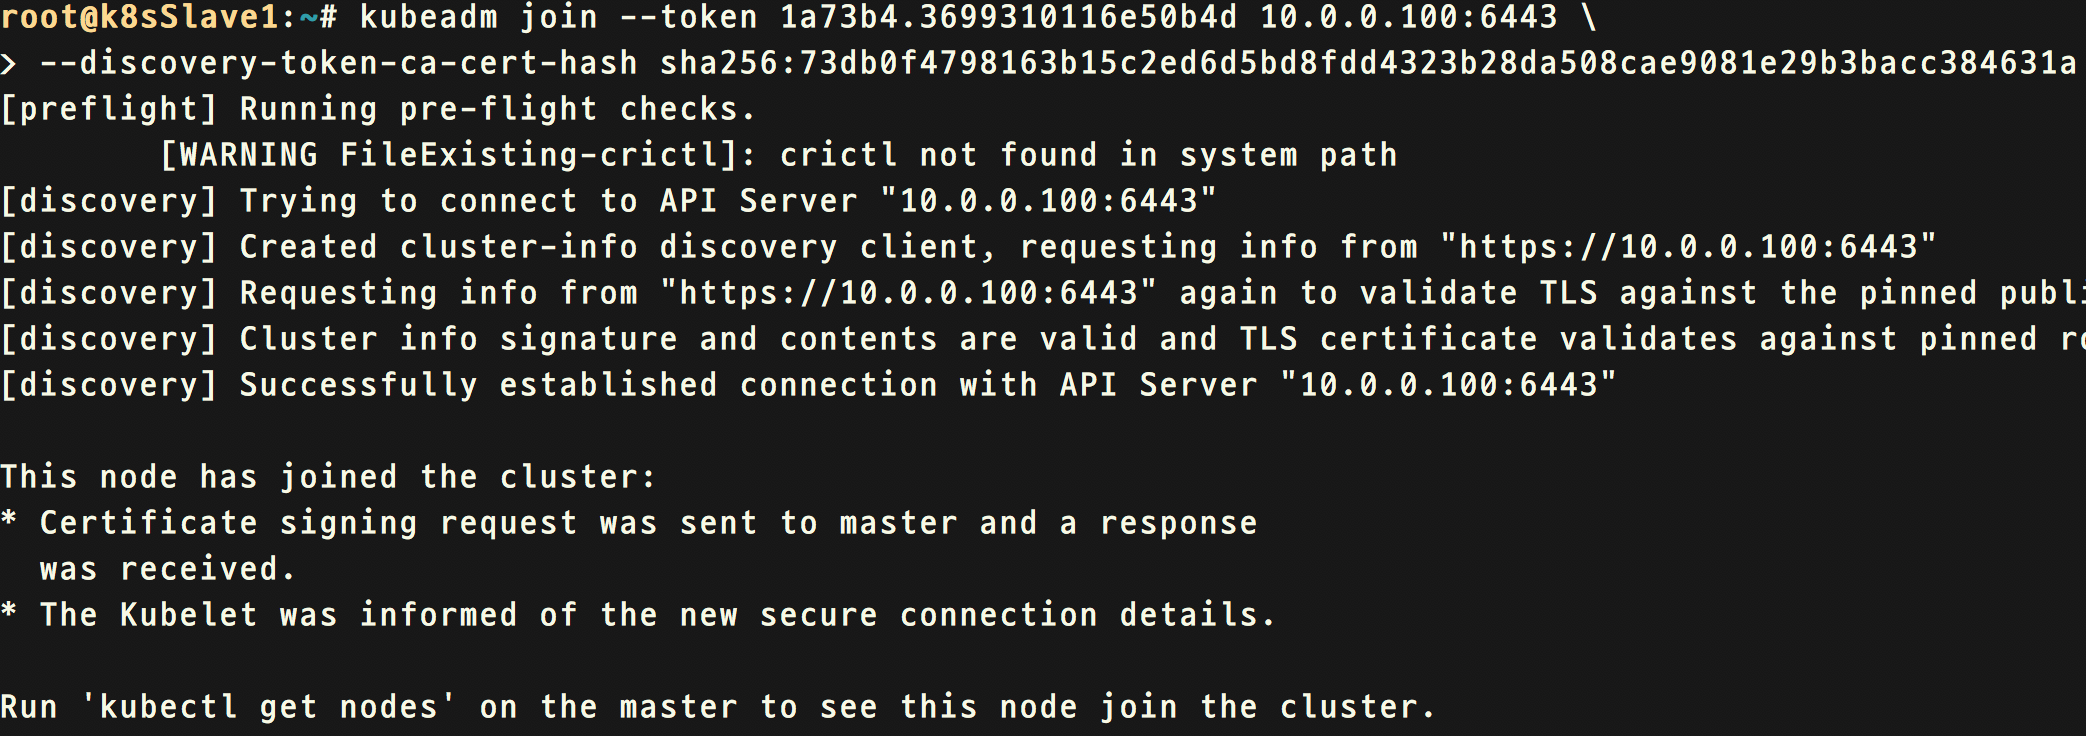 root@k8sSlave1:~# kubeadm join --token 1a73b4.3699310116e50b4d 10.0.0.100:6443 \
> --discovery-token-ca-cert-hash sha256:73db0f4798163b15c2ed6d5bd8fdd4323b28da508cae9081e29b3bacc384631a
[preflight] Running pre-flight checks.
        [WARNING FileExisting-crictl]: crictl not found in system path
[discovery] Trying to connect to API Server "10.0.0.100:6443"
[discovery] Created cluster-info discovery client, requesting info from "https://10.0.0.100:6443"
[discovery] Requesting info from "https://10.0.0.100:6443" again to validate TLS against the pinned publi
[discovery] Cluster info signature and contents are valid and TLS certificate validates against pinned ro
[discovery] Successfully established connection with API Server "10.0.0.100:6443"

This node has joined the cluster:
* Certificate signing request was sent to master and a response
  was received.
* The Kubelet was informed of the new secure connection details.

Run 'kubectl get nodes' on the master to see this node join the cluster.